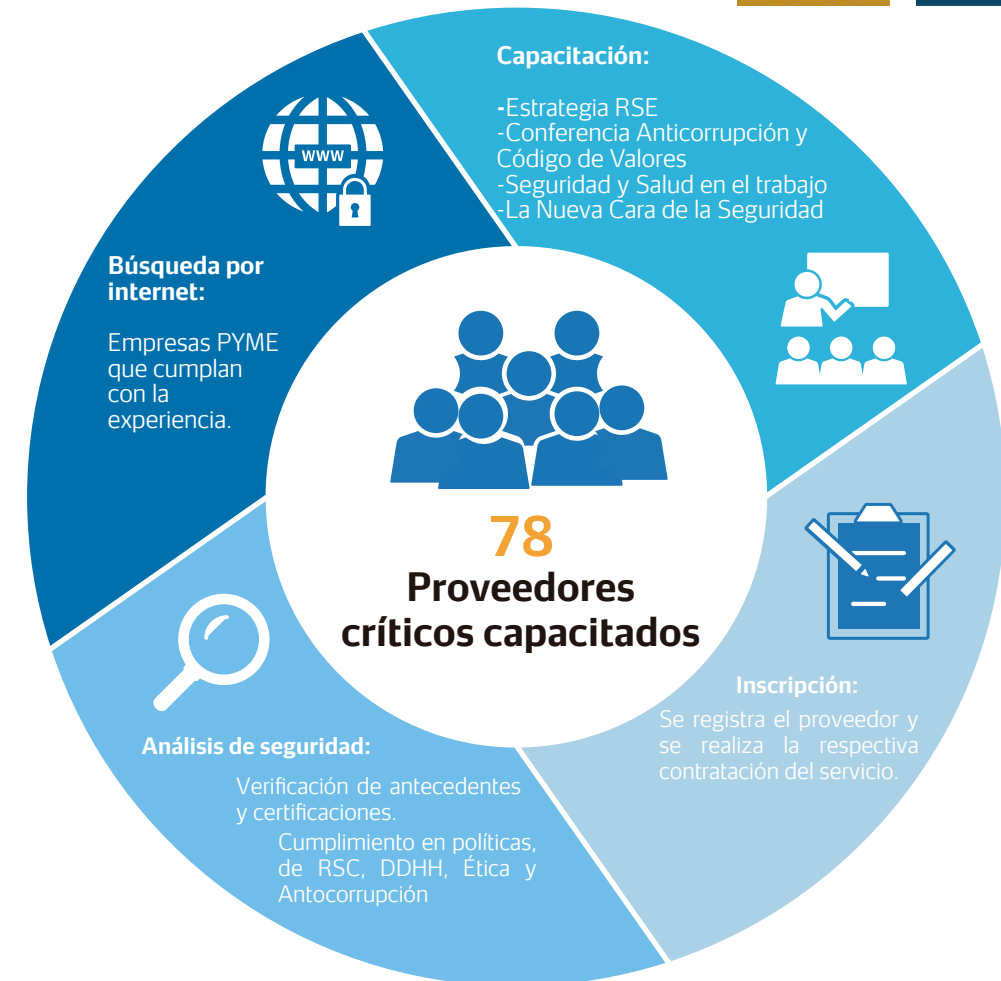 Capacitación:
-Estrategia RSE
-Conferencia Anticorrupción y
Código de Valores
-Seguridad y Salud en el trabajo
-La Nueva Cara de la Seguridad
WWW
Búsqueda por
internet:
Empresas PYME
que cumplan
con la
experiencia.
78
Proveedores
críticos capacitados
Inscripción:
Se registra el proveedor y
se realiza la respectiva
contratación del servicio.
Análisis de seguridad:
Verificación de antecedentes
y certificaciones.
Cumplimiento en políticas,
de RSC, DDHH, Ética y
Antocorrupción